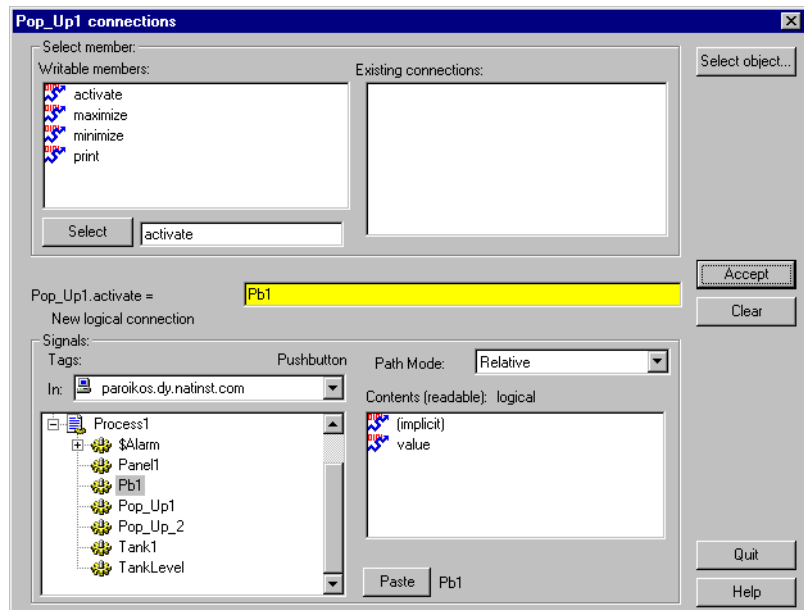 Pop_Up1 connections
Select member:
Writable members:
Existing connections:
Select object...
activate
maximize
minimize
print
Select
activate
Accept
Pop_Up1.activate =
Pb1
New logical connection
Clear
Signals:
Tags:
Pushbutton
Path Mode:
Relative
In:
paroikos.dy.natinst.com
Contents (readable): logical
Process1
$Alarm
Panel1
Pb1
Pop_Up1
Pop_Up_2
Tank1
TankLevel
(implicit)
value
Paste
Pb1
Quit
Help